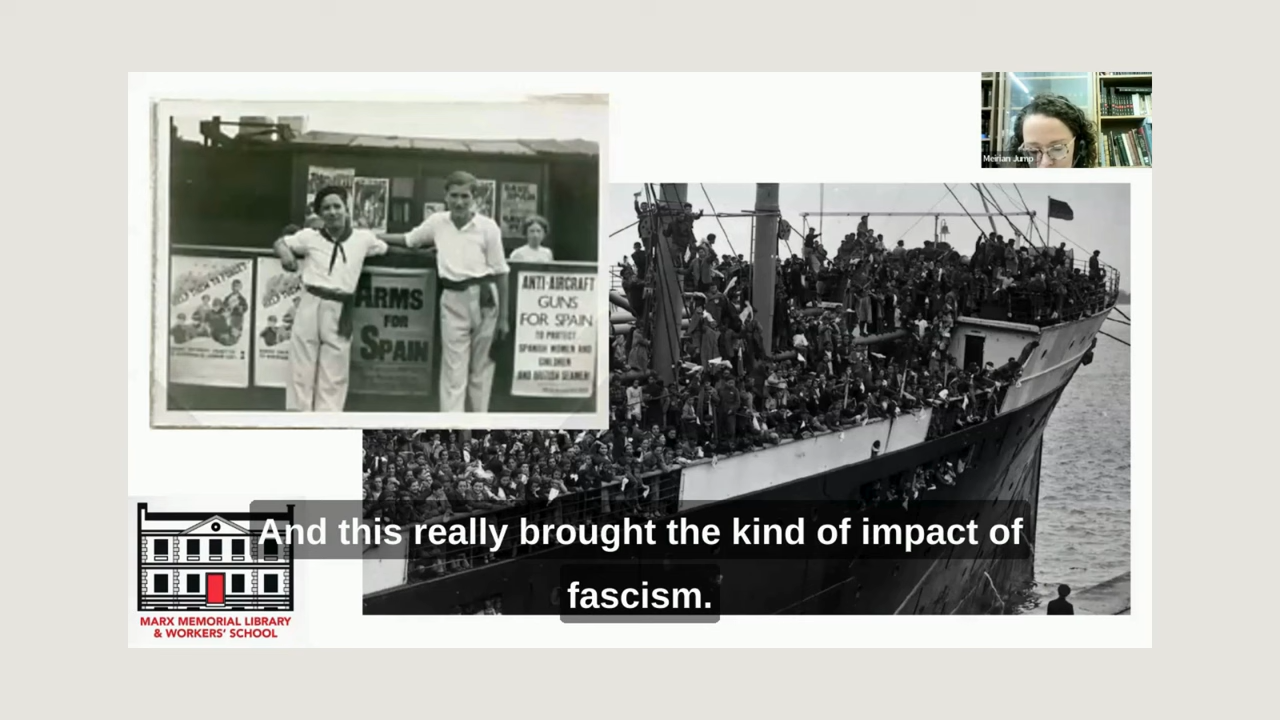 Meirian Jump
ARMS
FOR
SPAIN
ANTI-AIRCRAFT
GUNS
FOR SPAIN
TO PROTECT
SPANISH WOMEN AND
CHILDREN
AND BRITISH SEAMEN
And this really brought the kind of impact of
fascism.
MARX MEMORIAL LIBRARY
& WORKERS' SCHOOL